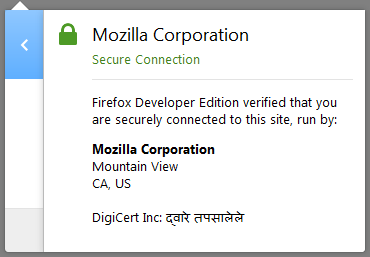 Mozilla Corporation
Secure Connection
Firefox Developer Edition verified that you
are securely connected to this site, run by:
Mozilla Corporation
Mountain View
CA, US
DigiCert Inc: द्वारे तपासालेले